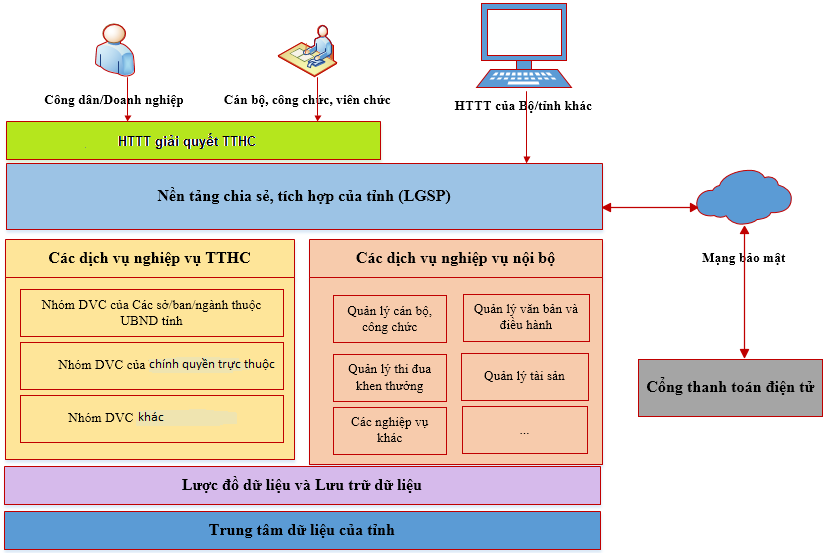 Công dân/Doanh nghiệp
Cán bộ, công chức, viên chức
HTTT của Bộ/tỉnh khác
HTTT giải quyết TTHC
Nền tảng chia sẻ, tích hợp của tỉnh (LGSP)
Mạng bảo mật
Các dịch vụ nghiệp vụ TTHC
Nhóm DVC của Các sở/ban/ngành thuộc
UBND tỉnh
Nhóm DVC của chính quyền trực thuộc
Nhóm DVC khác
Các dịch vụ nghiệp vụ nội bộ
Quản lý cán bộ,
công chức
Quản lý văn bản và
điều hành
Quản lý thi đua
khen thưởng
Quản lý tài sản
Các nghiệp vụ
khác
...
Cổng thanh toán điện tử
Lược đồ dữ liệu và Lưu trữ dữ liệu
Trung tâm dữ liệu của tỉnh